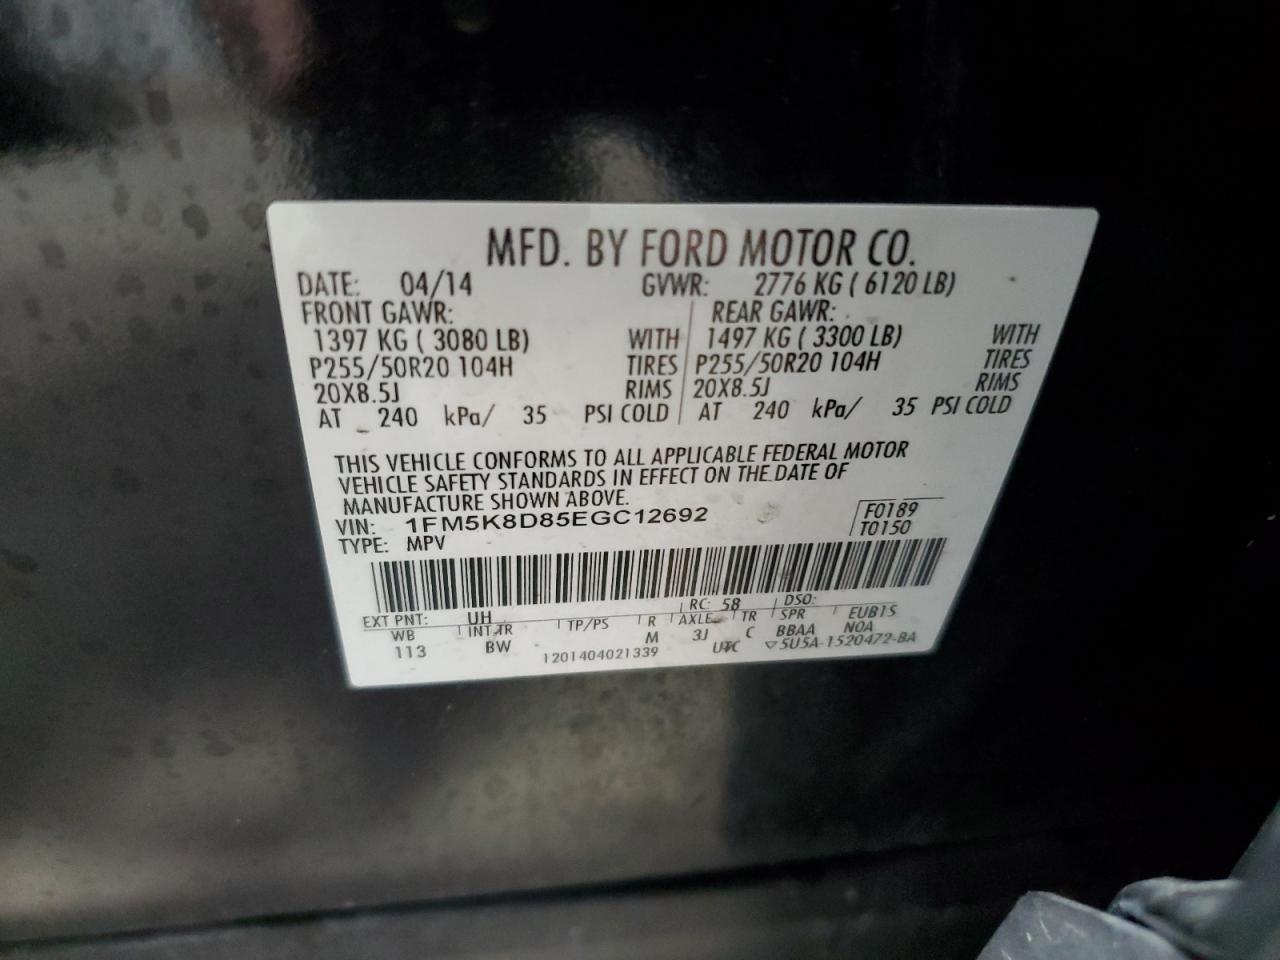 MFD. BY FORD MOTOR CO.
DATE: 04/14 GVWR: 2776 KG ( 6120 LB)
FRONT GAWR: REAR GAWR:
1397 KG ( 3080 LB) WITH 1497 KG ( 3300 LB) WITH
P255/50R20 104H TIRES P255/50R20 104H TIRES
20X8.5J RIMS 20X8.5J RIMS
AT 240 kPa/ 35 PSI COLD AT 240 kPa/ 35 PSI COLD
THIS VEHICLE CONFORMS TO ALL APPLICABLE FEDERAL MOTOR
VEHICLE SAFETY STANDARDS IN EFFECT ON THE DATE OF
MANUFACTURE SHOWN ABOVE.
VIN: 1FM5K8D85EGC12692 F0189
TYPE: MPV T0150
EXT PNT: UH RC: 58 DSO:
WB INT TR TP/PS R AXLE TR SPR EUB1S
113 BW M 3J C BBAA NOA
1201404021339 UTC ▽5U5A-1520472-BA